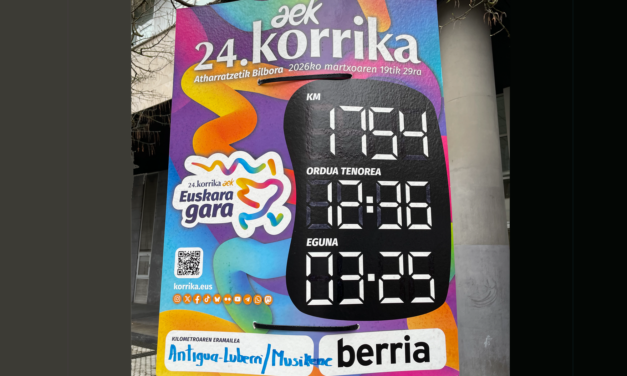 aek
24.korrika
Atharratzetik Bilbora 2026ko martxoaren 19tik 29ra
KM
1754
ORDUA TENOREA
12:36
EGUNA
03·25
24.korrika aek
Euskara
gara
korrika.eus
KILOMETROAREN ERAMAILEA
Antigua-Luberri/Musikene
berria